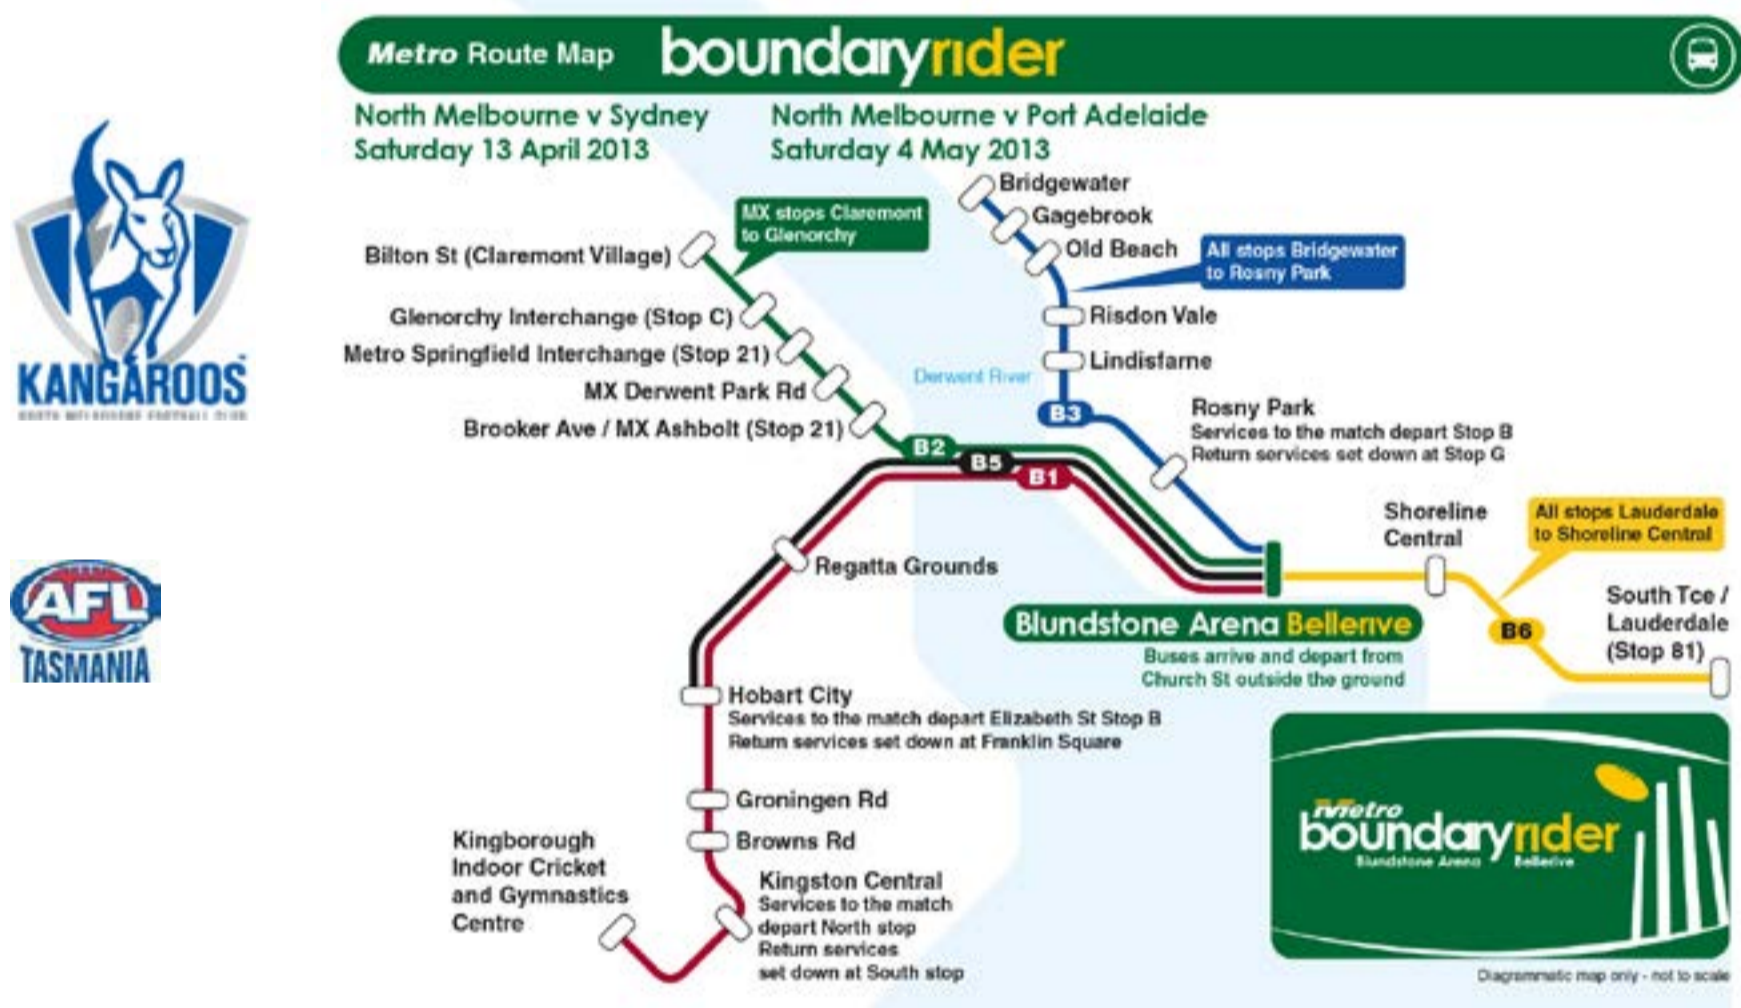 Metro Route Map boundaryrider
North Melbourne v Sydney
Saturday 13 April 2013
North Melbourne v Port Adelaide
Saturday 4 May 2013
KANGAROOS
NORTH MELBOURNE FOOTBALL CLUB
AFL
TASMANIA
MX stops Claremont
to Glenorchy
Bilton St (Claremont Village)
Glenorchy Interchange (Stop C)
Metro Springfield Interchange (Stop 21)
MX Derwent Park Rd
Brooker Ave / MX Ashbolt (Stop 21)
Bridgewater
Gagebrook
Old Beach
All stops Bridgewater
to Rosny Park
Risdon Vale
Lindisfarne
Derwent River
B3
Rosny Park
Services to the match depart Stop B
Return services set down at Stop G
B2
B5
B1
Regatta Grounds
Shoreline
Central
All stops Lauderdale
to Shoreline Central
B6
South Tce /
Lauderdale
(Stop 81)
Blundstone Arena Bellerive
Buses arrive and depart from
Church St outside the ground
Hobart City
Services to the match depart Elizabeth St Stop B
Return services set down at Franklin Square
Groningen Rd
Browns Rd
Kingston Central
Services to the match
depart North stop
Return services
set down at South stop
Kingborough
Indoor Cricket
and Gymnastics
Centre
Metro
boundaryrider
Blundstone Arena Bellerive
Diagrammatic map only - not to scale